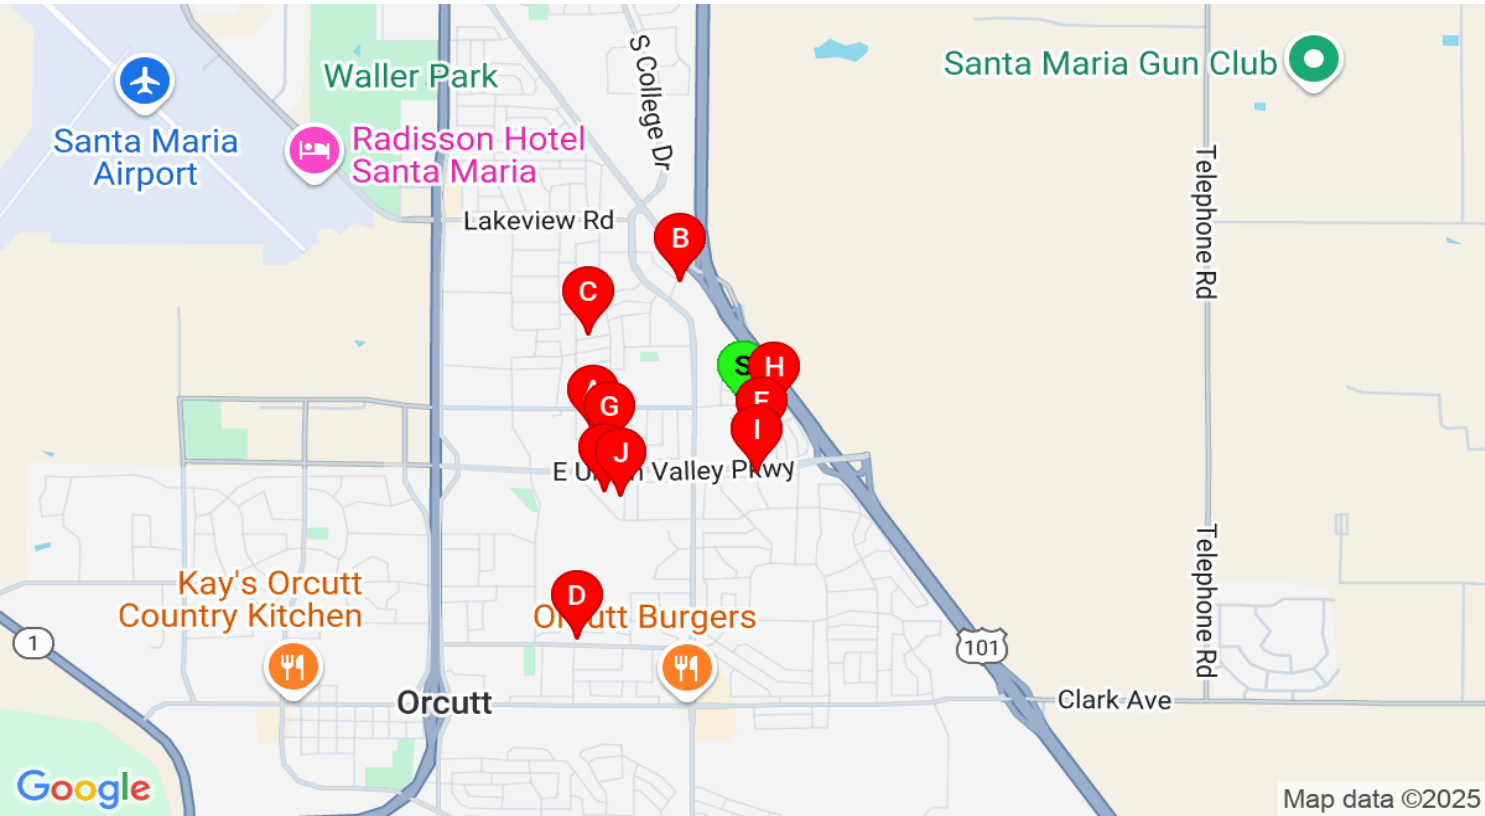 Santa Maria Gun Club
Waller Park
S College Dr
Santa Maria
Airport
Radisson Hotel
Santa Maria
Telephone Rd
Lakeview Rd
B
C
S
H
A
G
I
J
Valley Pkwy
D
Kay's Orcutt
Country Kitchen
Burgers
Telephone Rd
1
101
Orcutt
Clark Ave
Google
Map data ©2025